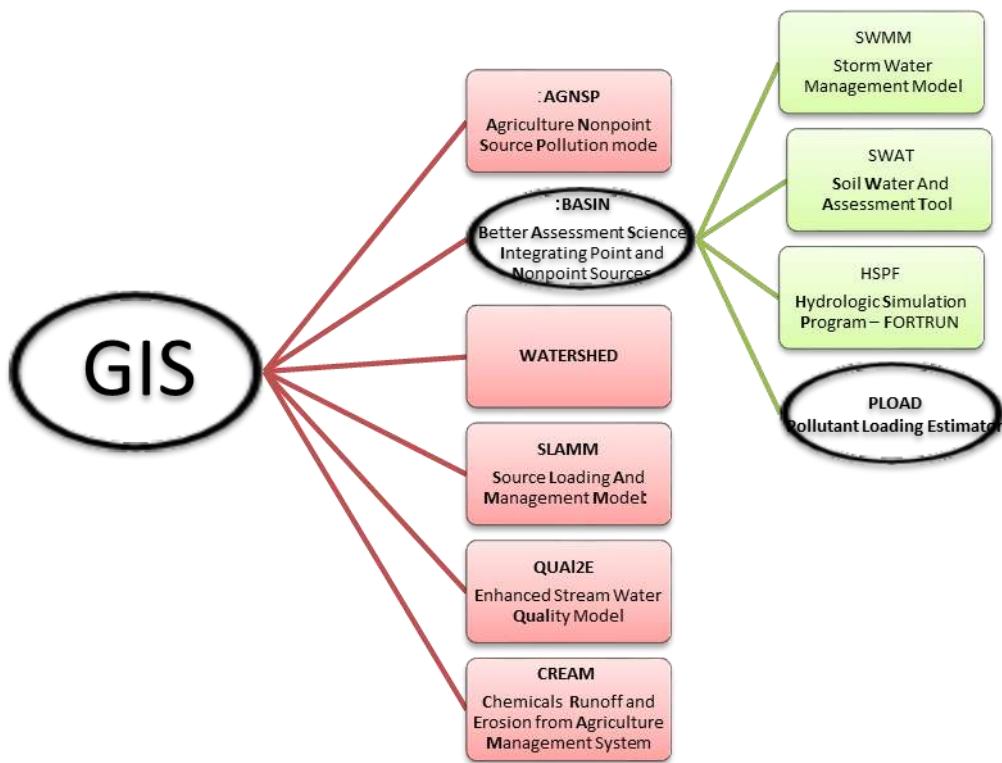 GIS
:AGNSP
Agriculture Nonpoint
Source Pollution mode
:BASIN
Better Assessment Science
Integrating Point and
Nonpoint Sources
WATERSHED
SLAMM
Source Loading And
Management Model:
QUAl2E
Enhanced Stream Water
Quality Model
CREAM
Chemicals Runoff and
Erosion from Agriculture
Management System
SWMM
Storm Water
Management Model
SWAT
Soil Water And
Assessment Tool
HSPF
Hydrologic Simulation
Program – FORTRUN
PLOAD
Pollutant Loading Estimator